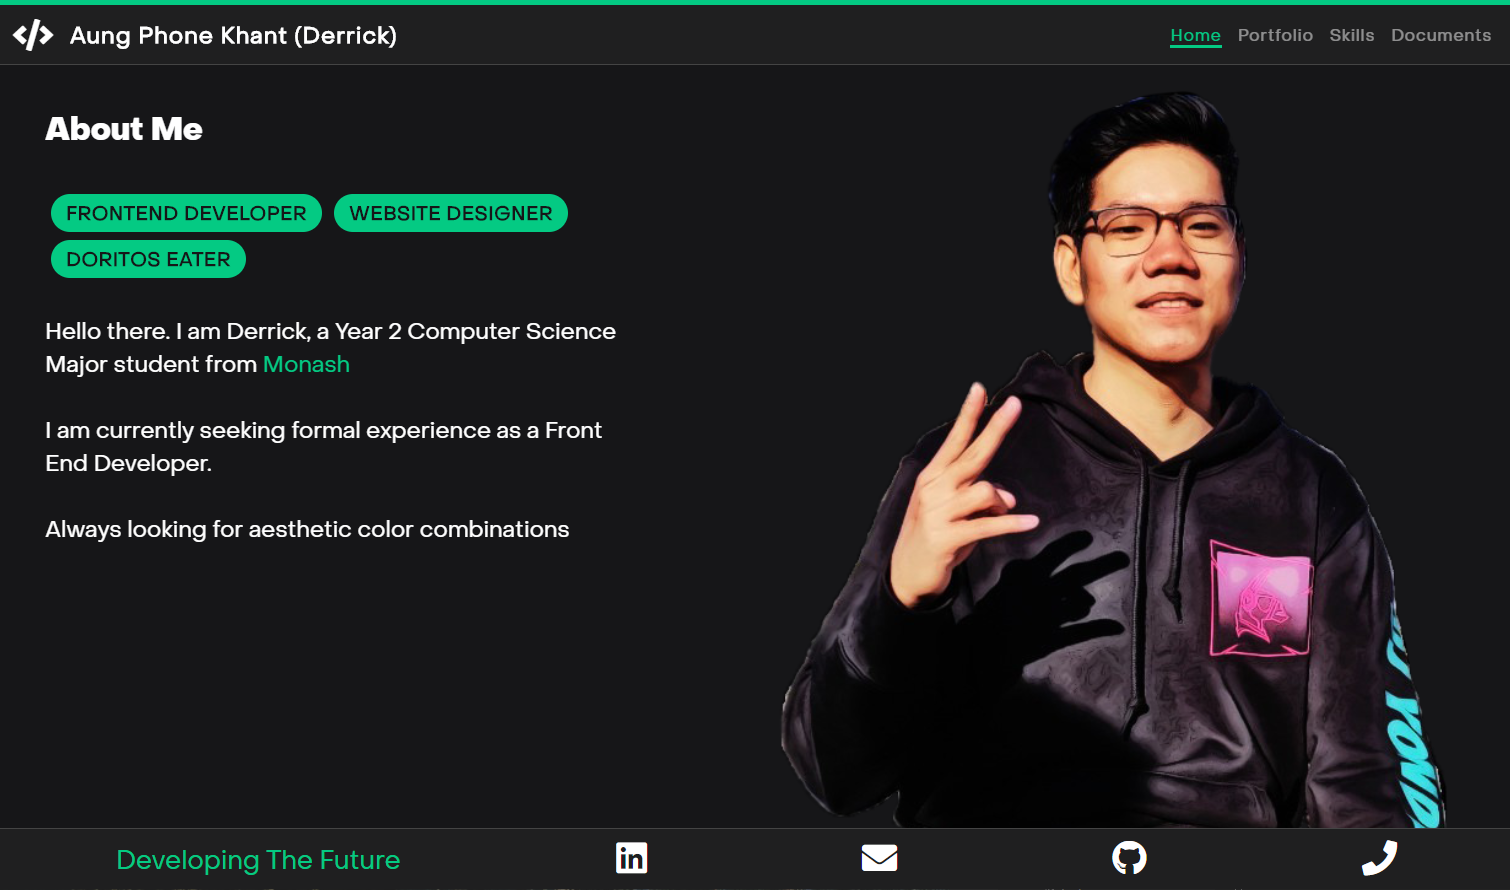 Aung Phone Khant (Derrick)
Home Portfolio Skills Documents
About Me
FRONTEND DEVELOPER WEBSITE DESIGNER
DORITOS EATER
Hello there. I am Derrick, a Year 2 Computer Science
Major student from Monash
I am currently seeking formal experience as a Front
End Developer.
Always looking for aesthetic color combinations
Developing The Future
in